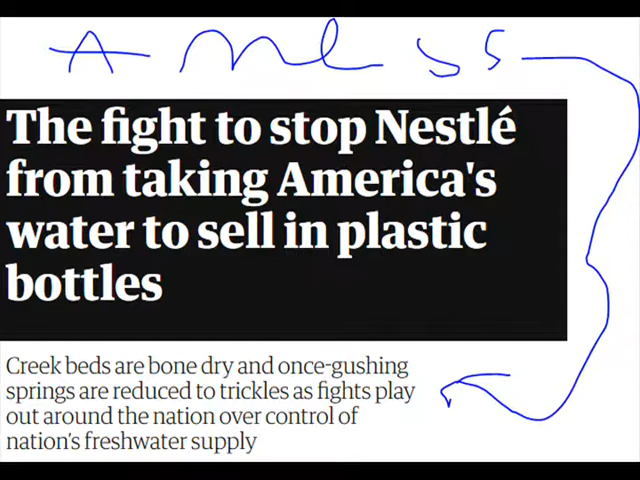 A mess
The fight to stop Nestlé
from taking America's
water to sell in plastic
bottles
Creek beds are bone dry and once-gushing
springs are reduced to trickles as fights play
out around the nation over control of
nation's freshwater supply